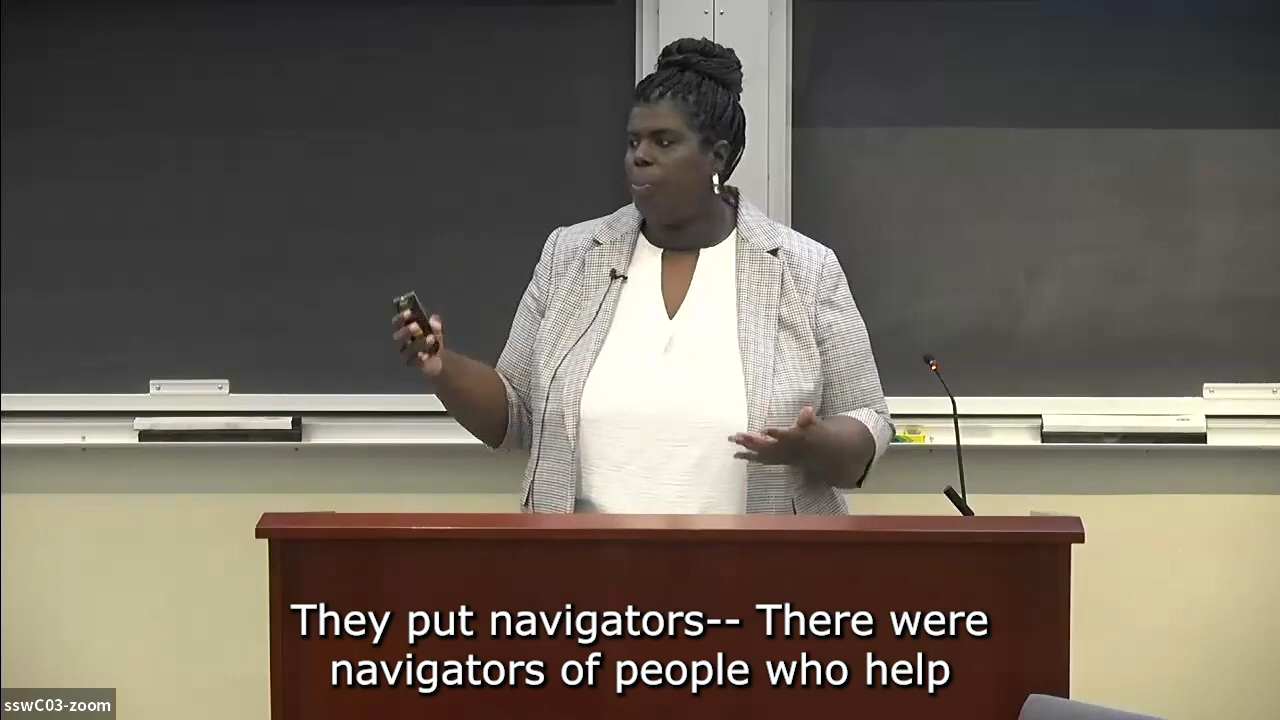 They put navigators-- There were
navigators of people who help
sswC03-zoom